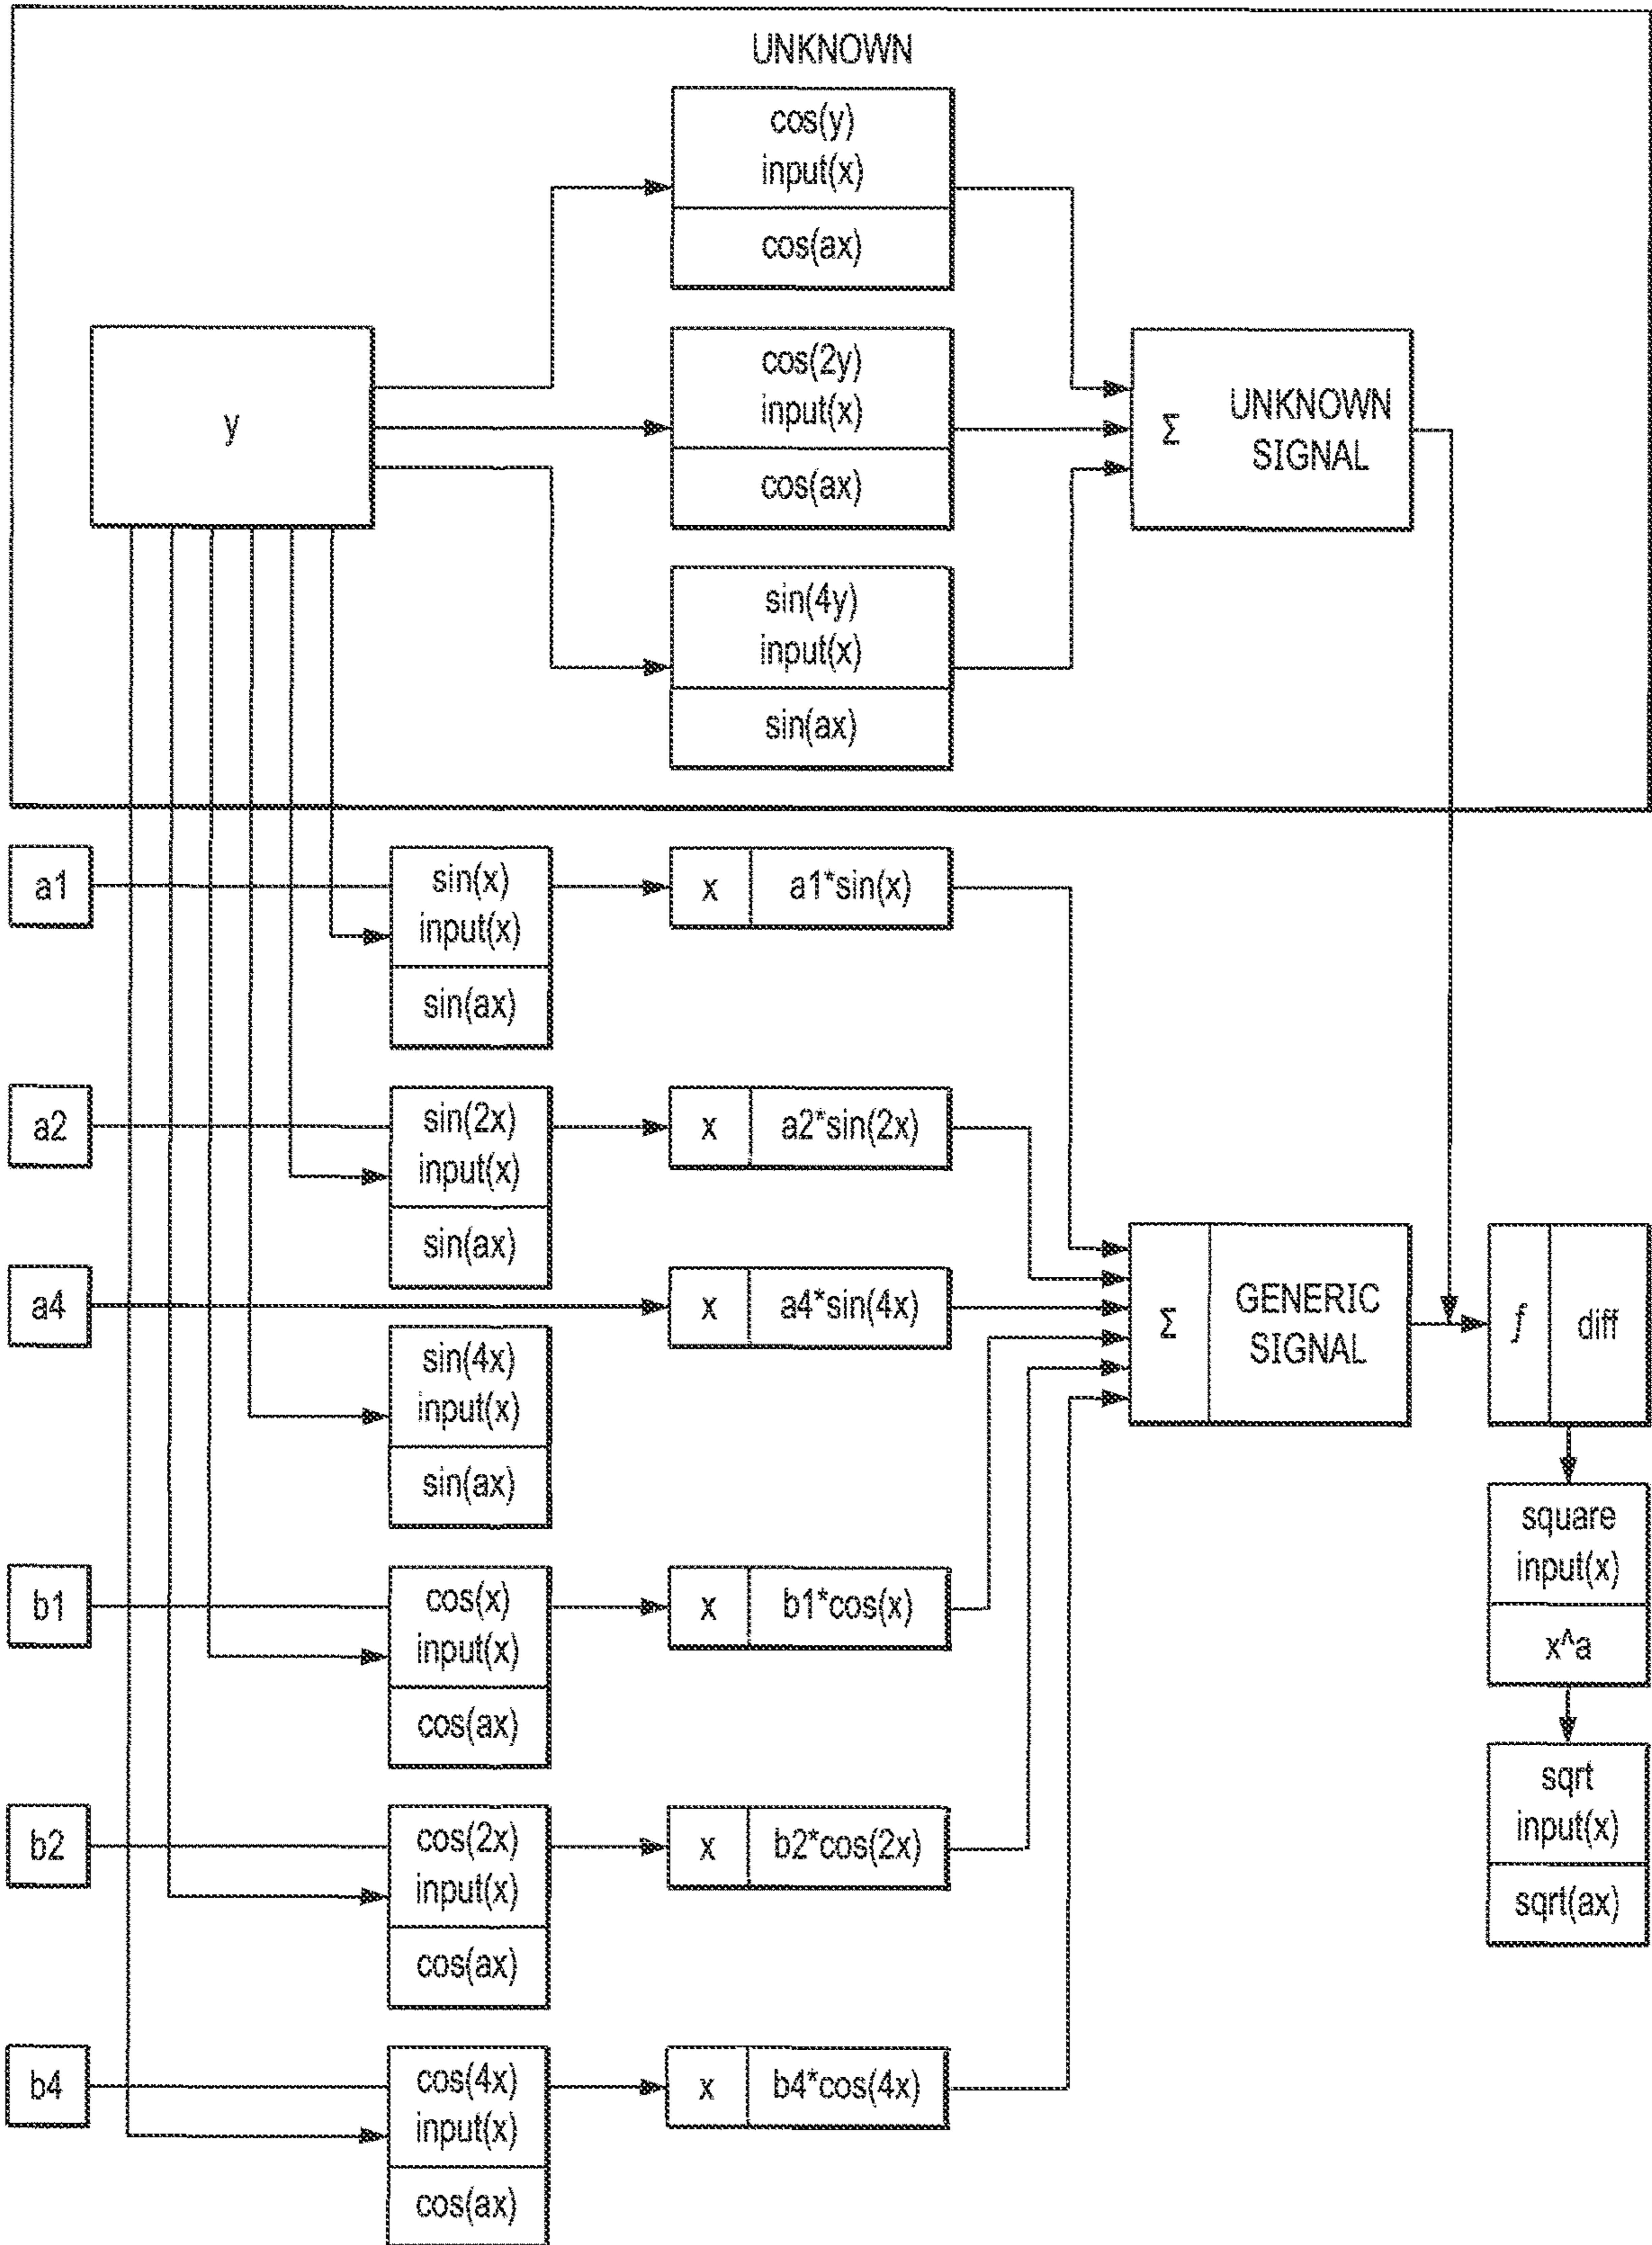 UNKNOWN
cos(y)
input(x)
cos(ax)
y
cos(2y)
input(x)
cos(ax)
Σ
UNKNOWN
SIGNAL
sin(4y)
input(x)
sin(ax)
a1
sin(x)
input(x)
sin(ax)
x
a1*sin(x)
a2
sin(2x)
input(x)
sin(ax)
x
a2*sin(2x)
a4
x
a4*sin(4x)
sin(4x)
input(x)
sin(ax)
Σ
GENERIC
SIGNAL
f
diff
square
input(x)
x^a
sqrt
input(x)
sqrt(ax)
b1
cos(x)
input(x)
cos(ax)
x
b1*cos(x)
b2
cos(2x)
input(x)
cos(ax)
x
b2*cos(2x)
b4
cos(4x)
input(x)
cos(ax)
x
b4*cos(4x)